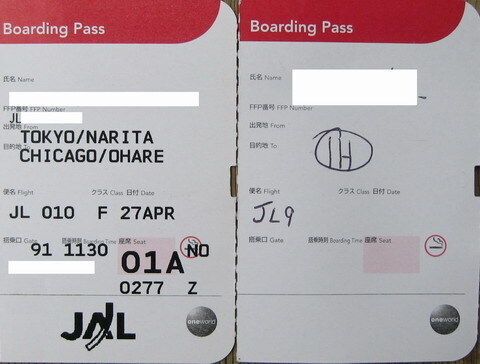 Boarding Pass
氏名 Name
FFP番号 FFP Number
JL
出発地 From
TOKYO/NARITA
目的地 To
CHICAGO/OHARE
便名 Flight クラス Class 日付 Date
JL 010 F 27APR
搭乗口 Gate 搭乗時刻 Boarding Time 座席 Seat
91 1130 01A NO
0277 Z
JAL
oneworld
Boarding Pass
氏名 Name
FFP番号 FFP Number
出発地 From
目的地 To
1H
便名 Flight クラス Class 日付 Date
JL9
搭乗口 Gate 搭乗時刻 Boarding Time 座席 Seat
oneworld